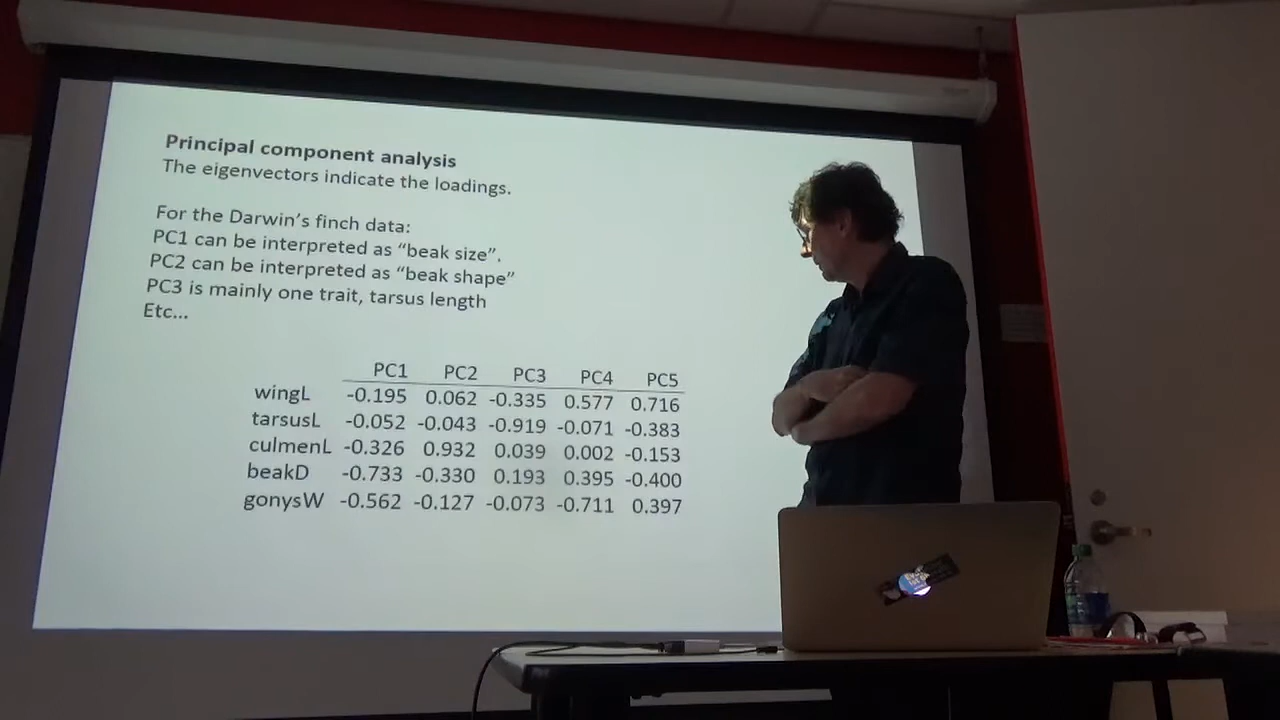 Principal component analysis
The eigenvectors indicate the loadings.
For the Darwin's finch data:
PC1 can be interpreted as “beak size”.
PC2 can be interpreted as “beak shape”
PC3 is mainly one trait, tarsus length
Etc...
PC1 PC2 PC3 PC4 PC5
wingL -0.195 0.062 -0.335 0.577 0.716
tarsusL -0.052 -0.043 -0.919 -0.071 -0.383
culmenL -0.326 0.932 0.039 0.002 -0.153
beakD -0.733 -0.330 0.193 0.395 -0.400
gonysW -0.562 -0.127 -0.073 -0.711 0.397